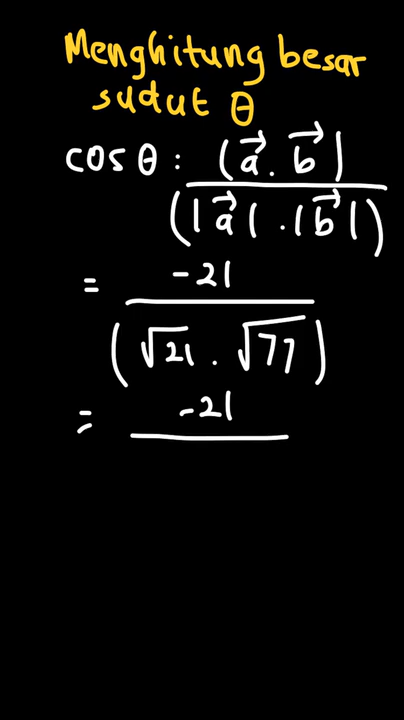 Menghitung besar
sudut θ
cos θ : (a⃗ . b⃗ |
(|a⃗| . |b⃗|)
= -21
(√21 . √77)
= -21